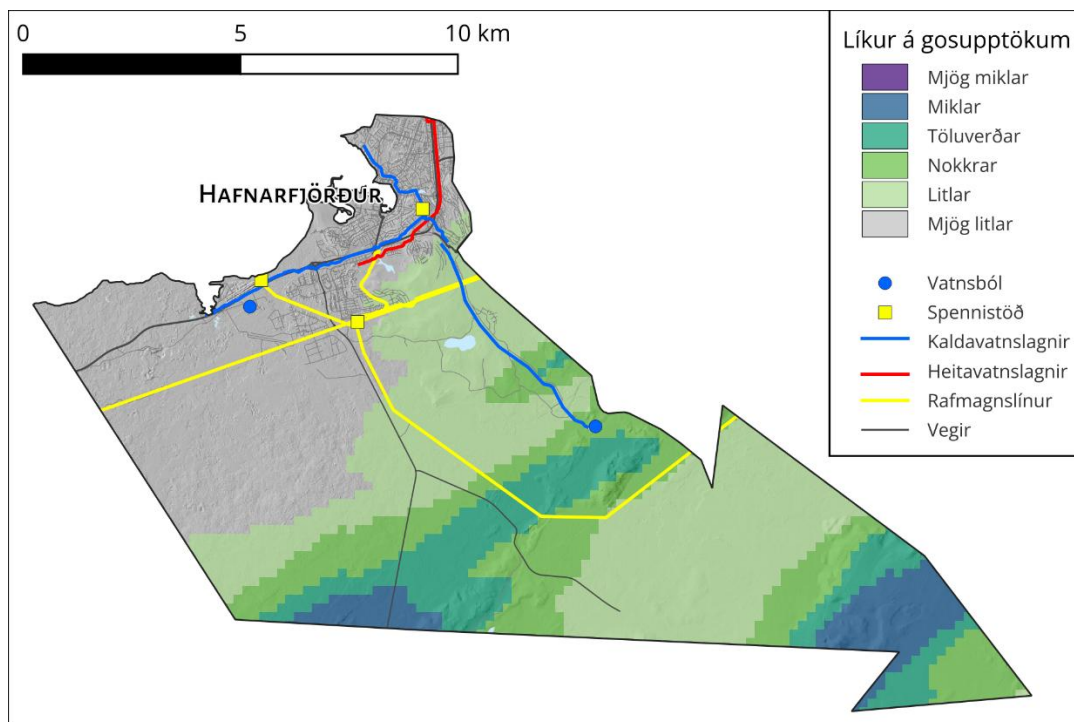 0 5 10 km
Líkur á gosupptökum
Mjög miklar
Miklar
Töluverðar
Nokkrar
Litlar
Mjög litlar
Vatnsból
Spennistöð
Kaldavatnslagnir
Heitavatnslagnir
Rafmagnslínur
Vegir
HAFNARFJÖRÐUR